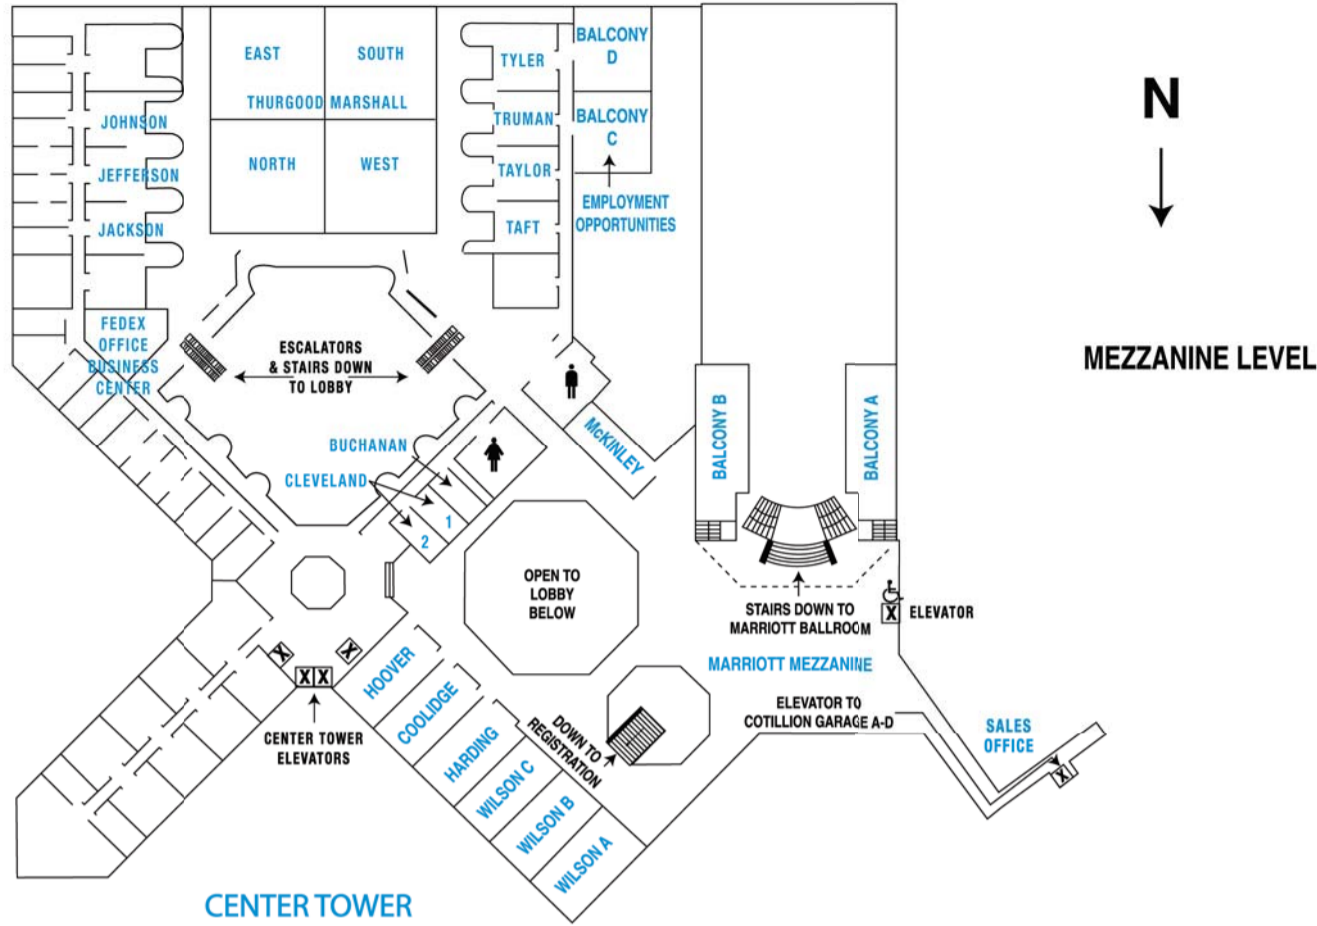 EAST
SOUTH
THURGOOD MARSHALL
NORTH
WEST
JOHNSON
JEFFERSON
JACKSON
FEDEX
OFFICE
BUSINESS
CENTER
TYLER
TRUMAN
TAYLOR
TAFT
BALCONY
D
BALCONY
C
EMPLOYMENT
OPPORTUNITIES
N
MEZZANINE LEVEL
ESCALATORS
& STAIRS DOWN
TO LOBBY
BUCHANAN
CLEVELAND
1
2
McKINLEY
BALCONY B
BALCONY A
OPEN TO
LOBBY
BELOW
STAIRS DOWN TO
MARRIOTT BALLROOM
X ELEVATOR
MARRIOTT MEZZANINE
ELEVATOR TO
COTILLION GARAGE A-D
SALES
OFFICE
X
X
X
X X
CENTER TOWER
ELEVATORS
HOOVER
COOLIDGE
HARDING
WILSON C
WILSON B
WILSON A
DOWN TO
REGISTRATION
CENTER TOWER